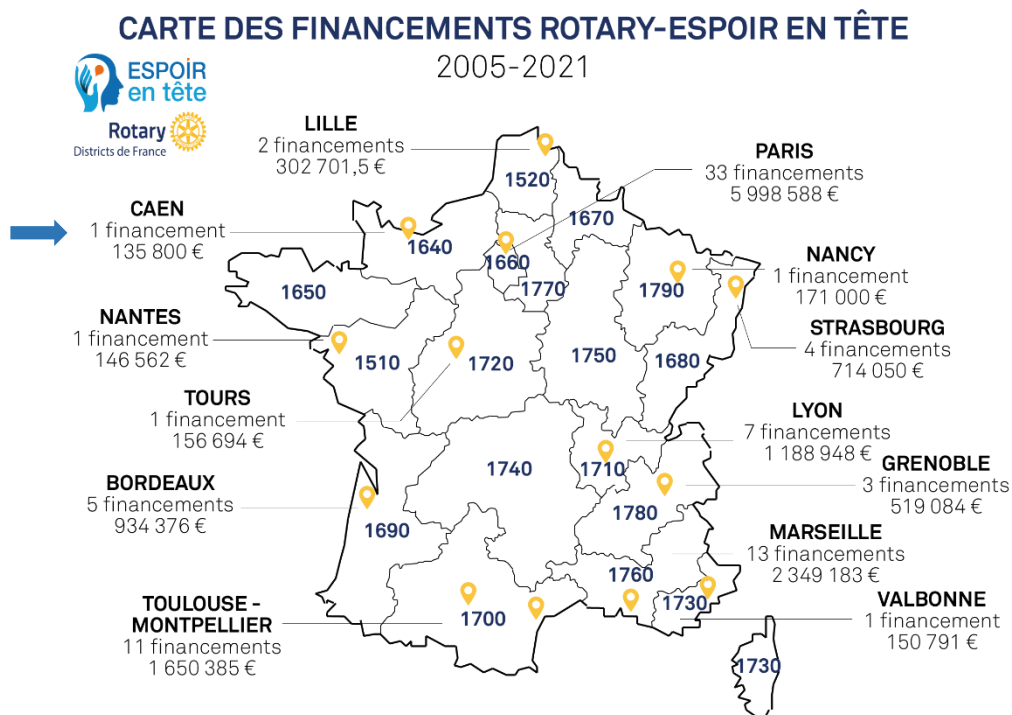 CARTE DES FINANCEMENTS ROTARY-ESPOIR EN TÊTE
2005-2021
ESPOIR
en tête
Rotary
Districts de France
LILLE
2 financements
302 701,5 €
PARIS
33 financements
5 998 588 €
CAEN
1 financement
135 800 €
NANCY
1 financement
171 000 €
NANTES
1 financement
146 562 €
STRASBOURG
4 financements
714 050 €
TOURS
1 financement
156 694 €
LYON
7 financements
1 188 948 €
BORDEAUX
5 financements
934 376 €
GRENOBLE
3 financements
519 084 €
MARSEILLE
13 financements
2 349 183 €
TOULOUSE -
MONTPELLIER
11 financements
1 650 385 €
VALBONNE
1 financement
150 791 €
1520
1670
1640
1660
1770
1790
1650
1510
1720
1750
1680
1740
1710
1780
1690
1760
1730
1700
1730